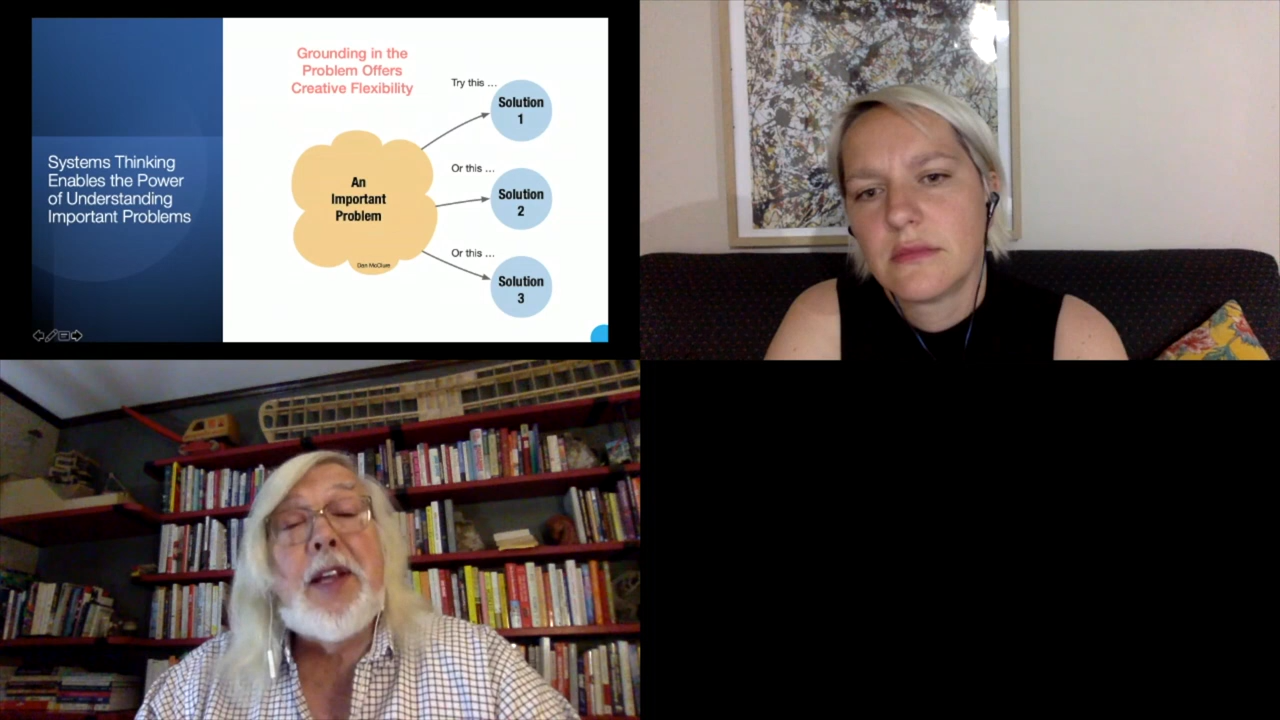 Grounding in the
Problem Offers
Creative Flexibility
Systems Thinking
Enables the Power
of Understanding
Important Problems
An
Important
Problem
Dan McClure
Try this ...
Solution
1
Or this ...
Solution
2
Or this ...
Solution
3